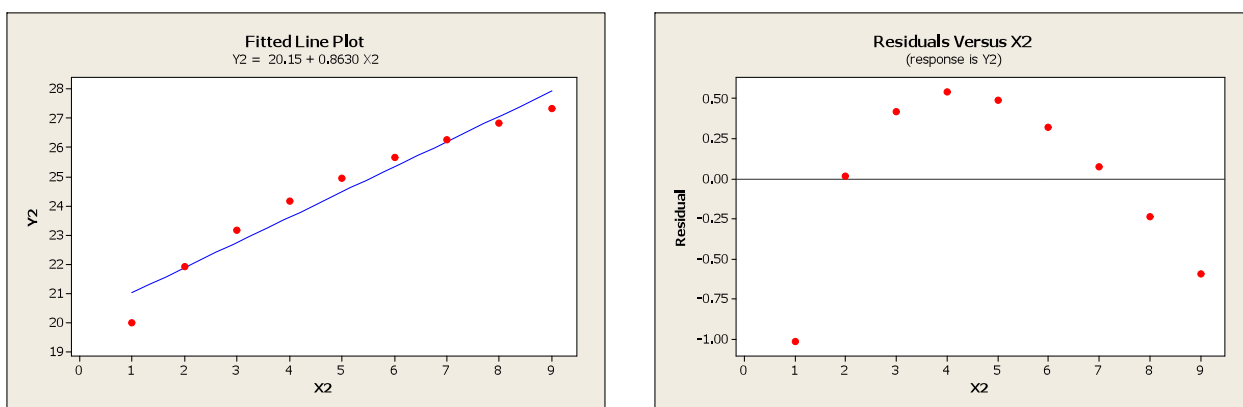 Fitted Line Plot
Y2 = 20.15 + 0.8630 X2
28
27
26
25
24
23
22
21
20
19
Y2
0 1 2 3 4 5 6 7 8 9
X2
Residuals Versus X2
(response is Y2)
0.50
0.25
0.00
-0.25
-0.50
-0.75
-1.00
Residual
0 1 2 3 4 5 6 7 8 9
X2